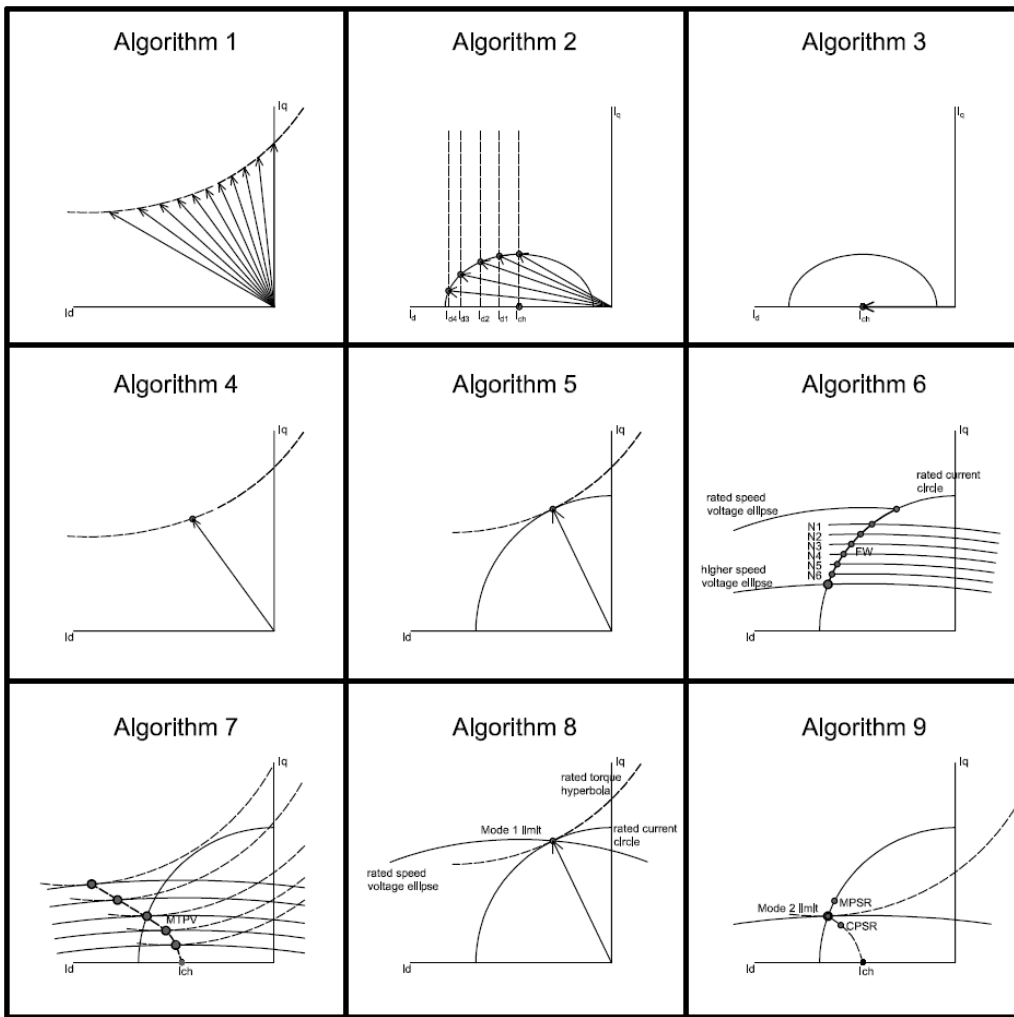 Algorithm 1
Iq
Id
Algorithm 2
Iq
Id Id4 Id3 Id2 Id1 Ich
Algorithm 3
Iq
Id Ich
Algorithm 4
Iq
Id
Algorithm 5
Iq
Id
Algorithm 6
Iq
rated current
circle
rated speed
voltage ellipse
N1
N2
N3
N4
FW
N5
N6
higher speed
voltage ellipse
Id
Algorithm 7
Iq
MTPV
Id Ich
Algorithm 8
Iq
rated torque
hyperbola
Mode 1 limit
rated current
circle
rated speed
voltage ellipse
Id
Algorithm 9
Iq
MPSR
Mode 2 limit
CPSR
Id Ich